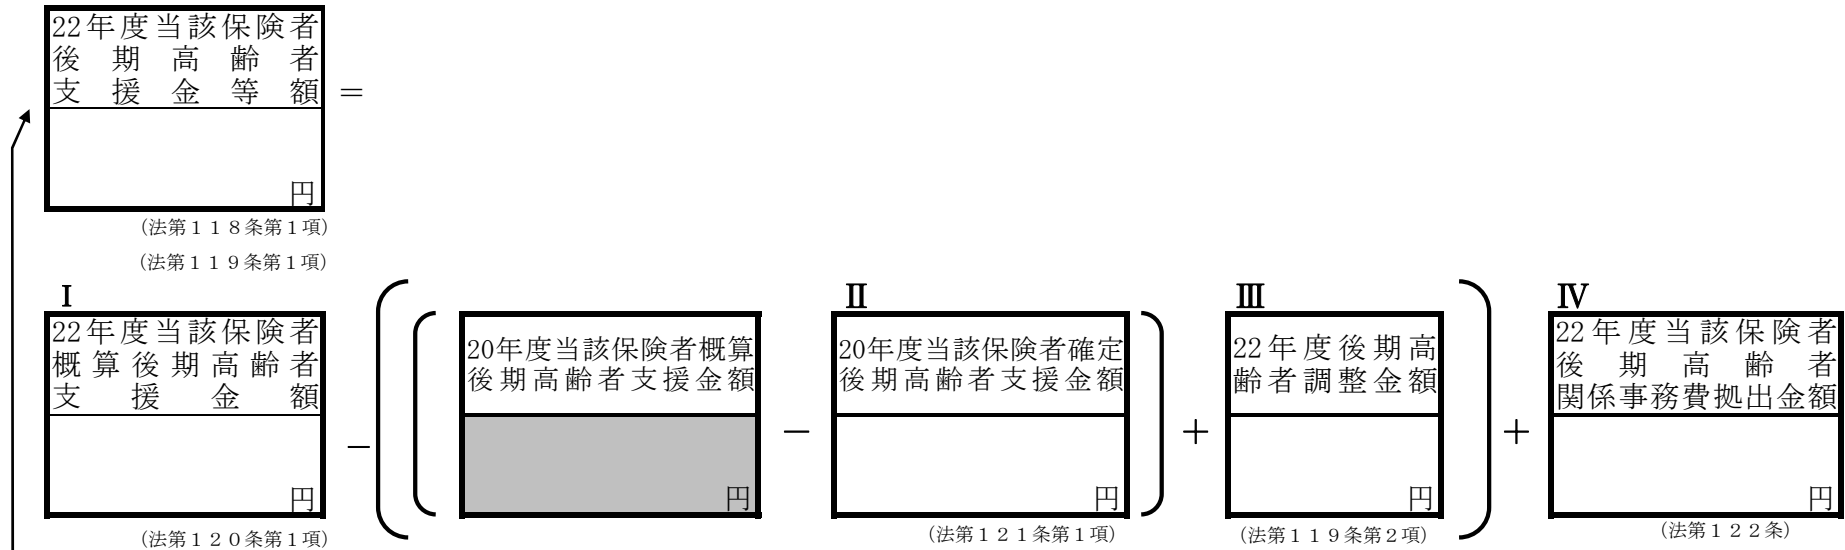 22年度当該保険者
後期高齢者
支援金等額
=
円
(法第118条第1項)
(法第119条第1項)
Ⅰ
22年度当該保険者
概算後期高齢者
支援金額
円
(法第120条第1項)
−
20年度当該保険者概算
後期高齢者支援金額
円
−
Ⅱ
20年度当該保険者確定
後期高齢者支援金額
円
(法第121条第1項)
+
Ⅲ
22年度後期高
齢者調整金額
円
(法第119条第2項)
+
Ⅳ
22年度当該保険者
後期高齢者
関係事務費拠出金額
円
(法第122条)